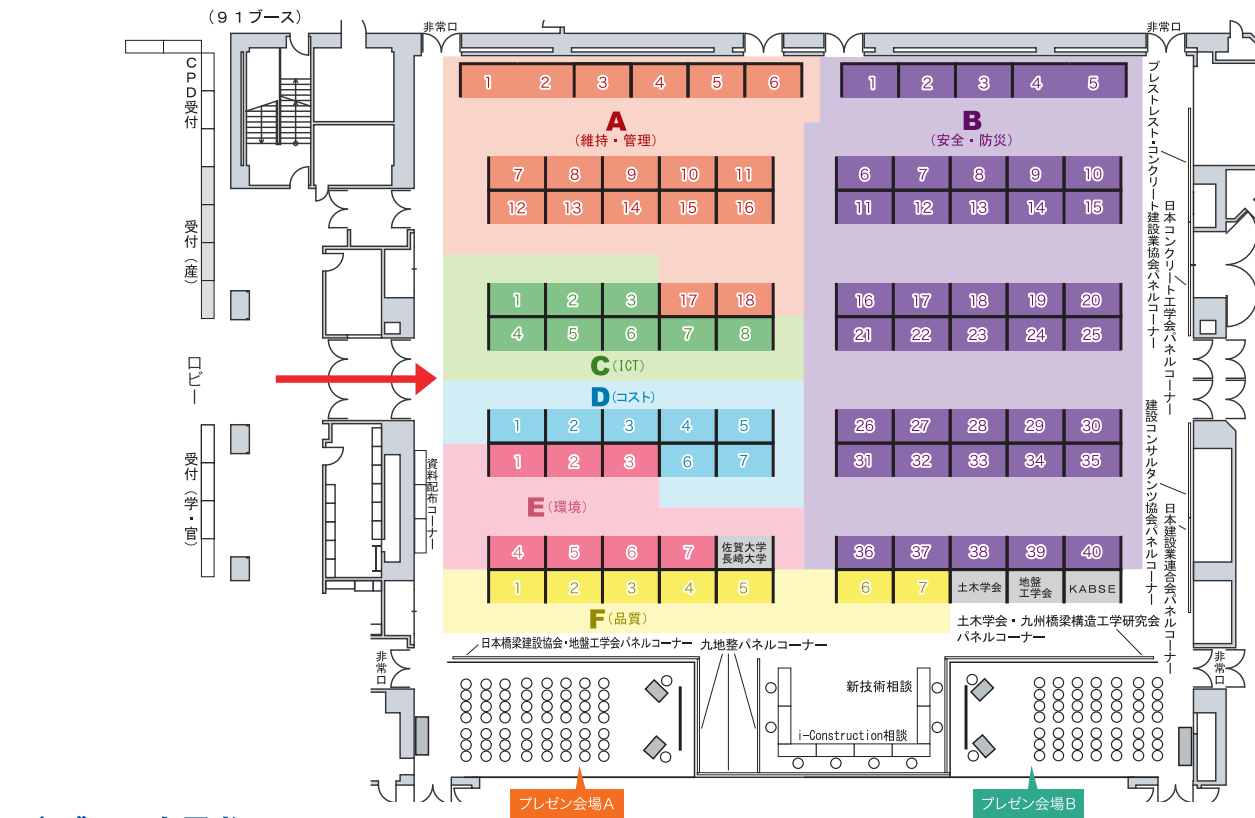 (91ブース)
非常口
非常口
CPD受付
受付(産)
ロビー
受付(学・官)
資料配布コーナー
1 2 3 4 5 6
A
(維持・管理)
7 8 9 10 11
12 13 14 15 16
17 18
1 2 3 4 5
B
(安全・防災)
6 7 8 9 10
11 12 13 14 15
16 17 18 19 20
21 22 23 24 25
26 27 28 29 30
31 32 33 34 35
36 37 38 39 40
1 2 3
4 5 6 7 8
C(ICT)
D(コスト)
1 2 3 4 5
6 7
1 2 3
E(環境)
4 5 6 7
佐賀大学
長崎大学
1 2 3 4 5
6 7
土木学会
地盤
工学会
KABSE
F(品質)
プレストレスト・コンクリート建設業協会パネルコーナー
日本コンクリート工学会パネルコーナー
建設コンサルタンツ協会パネルコーナー
日本建設業連合会パネルコーナー
日本橋梁建設協会・地盤工学会パネルコーナー
九地整パネルコーナー
土木学会・九州橋梁構造工学研究会
パネルコーナー
非常口
非常口
新技術相談
i-Construction相談
プレゼン会場A
プレゼン会場B